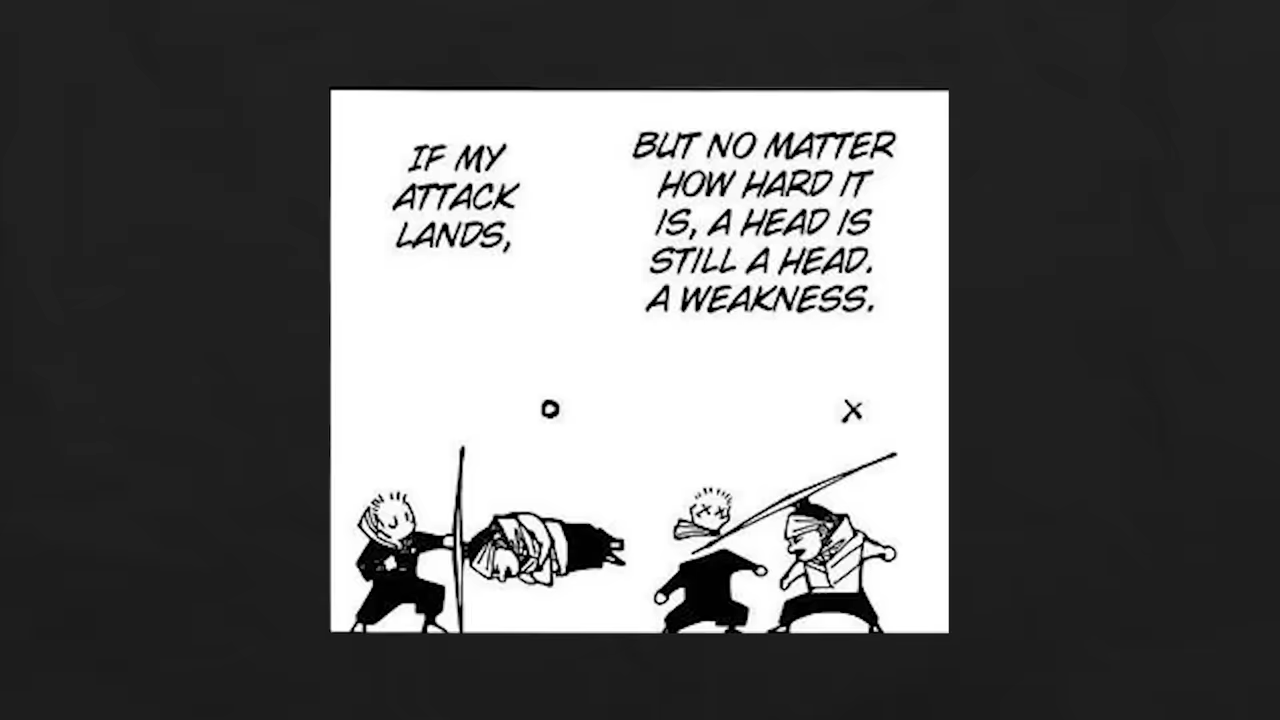 BUT NO MATTER
HOW HARD IT
IS, A HEAD IS
STILL A HEAD.
A WEAKNESS.
IF MY
ATTACK
LANDS,
X
O